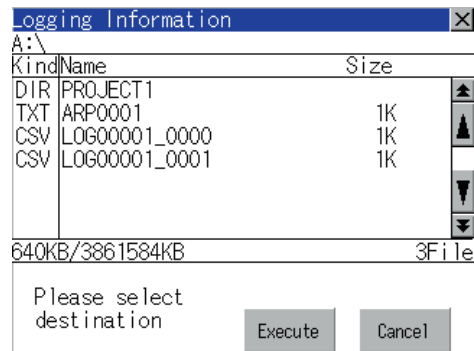 Logging Information
A:\
Kind Name Size
DIR PROJECT1
TXT ARP0001 1K
CSV LOG00001_0000 1K
CSV LOG00001_0001 1K
640KB/3861584KB 3File
Please select
destination
Execute Cancel